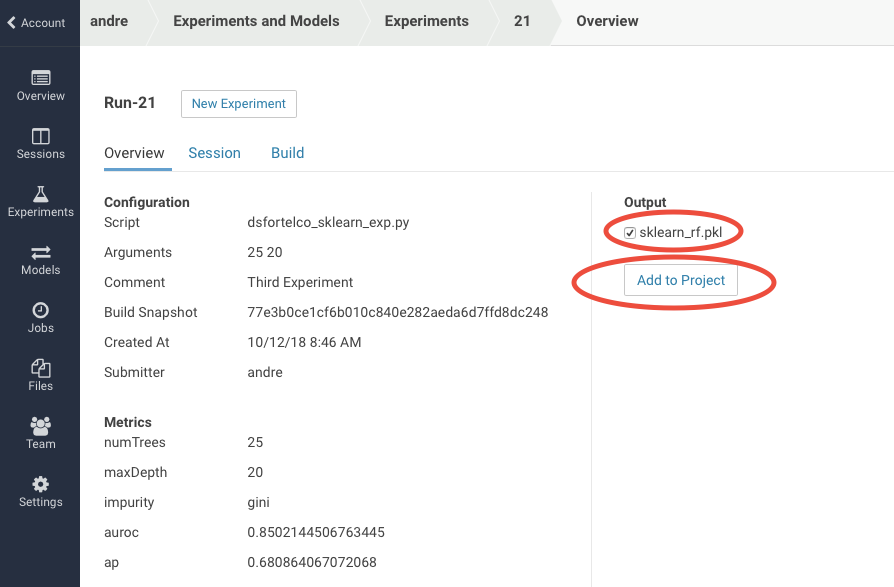 Account
andre
Experiments and Models
Experiments
21
Overview
Overview
Sessions
Experiments
Models
Jobs
Files
Team
Settings
Run-21
New Experiment
Overview
Session
Build
Configuration
Script dsfortelco_sklearn_exp.py
Arguments 25 20
Comment Third Experiment
Build Snapshot 77e3b0ce1cf6b010c840e282aeda6d7ffd8dc248
Created At 10/12/18 8:46 AM
Submitter andre
Metrics
numTrees 25
maxDepth 20
impurity gini
auroc 0.8502144506763445
ap 0.680864067072068
Output
sklearn_rf.pkl
Add to Project